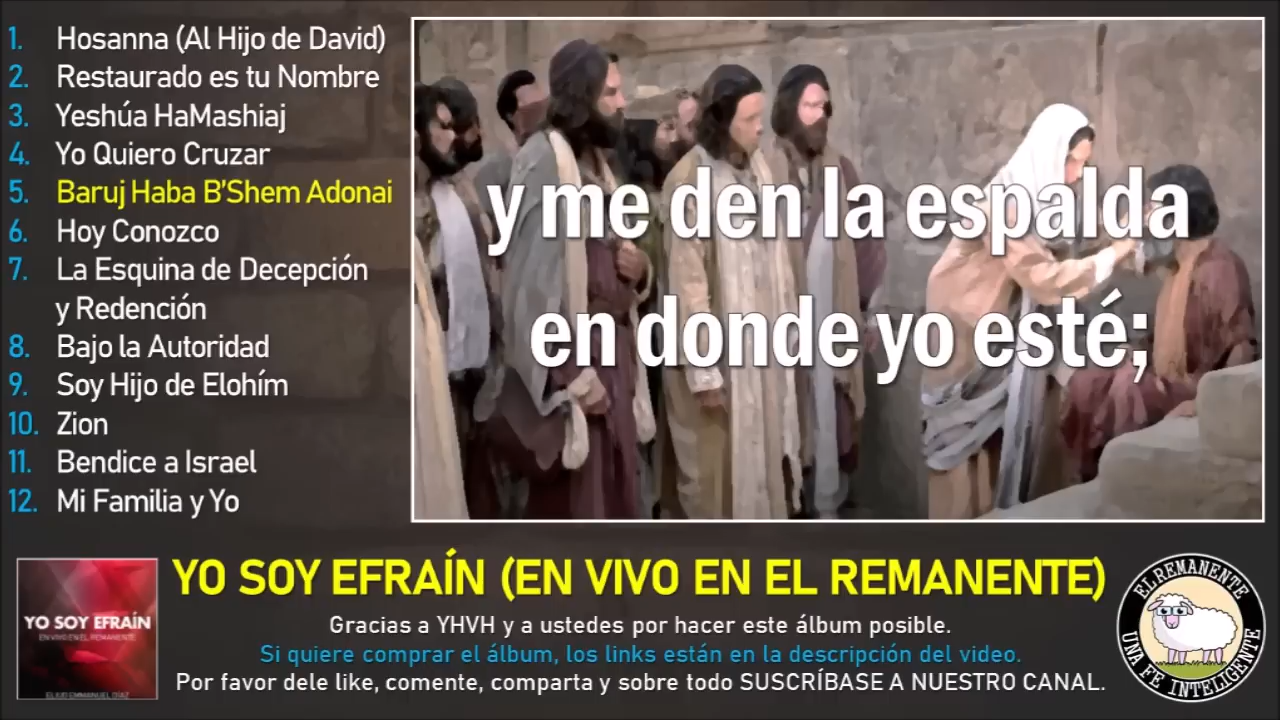 1. Hosanna (Al Hijo de David)
2. Restaurado es tu Nombre
3. Yeshúa HaMashiaj
4. Yo Quiero Cruzar
5. Baruj Haba B'Shem Adonai
6. Hoy Conozco
7. La Esquina de Decepción
y Redención
8. Bajo la Autoridad
9. Soy Hijo de Elohím
10. Zion
11. Bendice a Israel
12. Mi Familia y Yo
y me den la espalda
en donde yo esté;
YO SOY EFRAÍN
EN VIVO EN EL REMANENTE
ELIUD EMMANUEL DÍAZ
YO SOY EFRAÍN (EN VIVO EN EL REMANENTE)
Gracias a YHVH y a ustedes por hacer este álbum posible.
Si quiere comprar el álbum, los links están en la descripción del video.
Por favor dele like, comente, comparta y sobre todo SUSCRÍBASE A NUESTRO CANAL.
EL REMANENTE
UNA FE INTELIGENTE